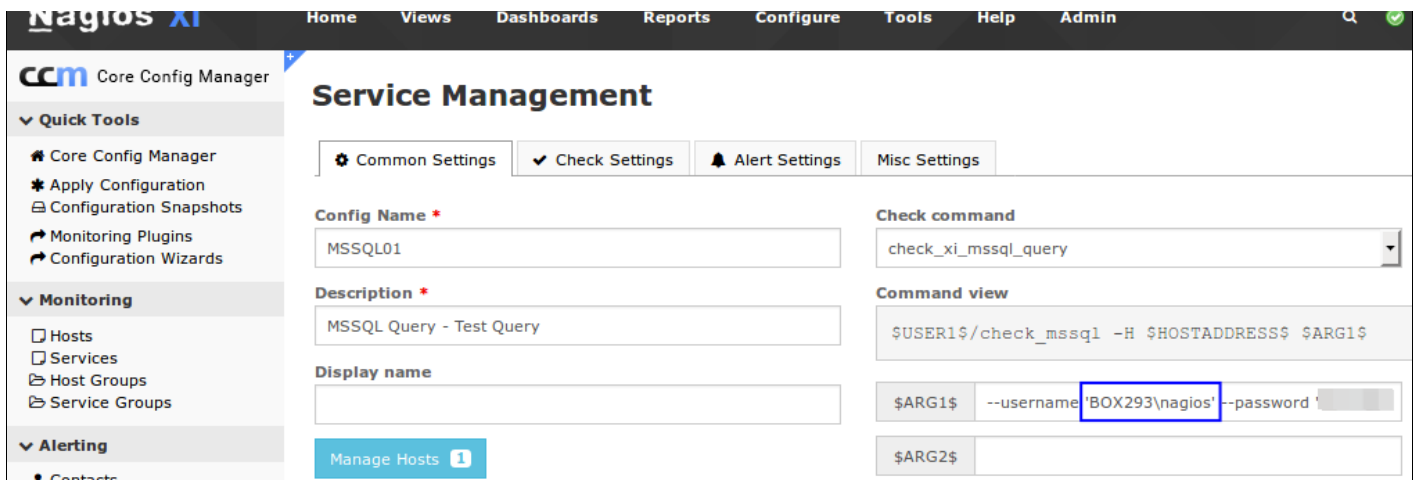 Nagios XI
Home Views Dashboards Reports Configure Tools Help Admin
ccm Core Config Manager
Quick Tools
Core Config Manager
Apply Configuration
Configuration Snapshots
Monitoring Plugins
Configuration Wizards
Monitoring
Hosts
Services
Host Groups
Service Groups
Alerting
Contacts
Service Management
Common Settings Check Settings Alert Settings Misc Settings
Config Name *
MSSQL01
Description *
MSSQL Query - Test Query
Display name
Manage Hosts 1
Check command
check_xi_mssql_query
Command view
$USER1$/check_mssql -H $HOSTADDRESS$ $ARG1$
$ARG1$ --username 'BOX293\nagios' --password '
$ARG2$